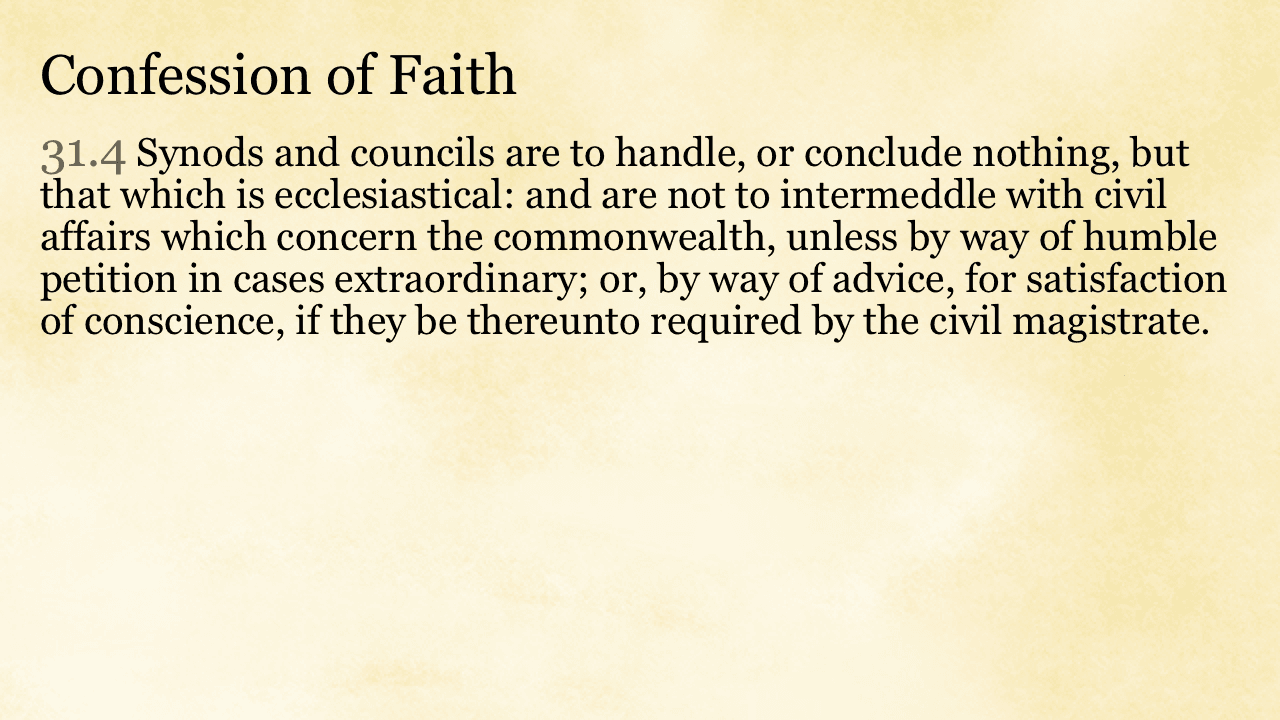 Confession of Faith
31.4 Synods and councils are to handle, or conclude nothing, but
that which is ecclesiastical: and are not to intermeddle with civil
affairs which concern the commonwealth, unless by way of humble
petition in cases extraordinary; or, by way of advice, for satisfaction
of conscience, if they be thereunto required by the civil magistrate.